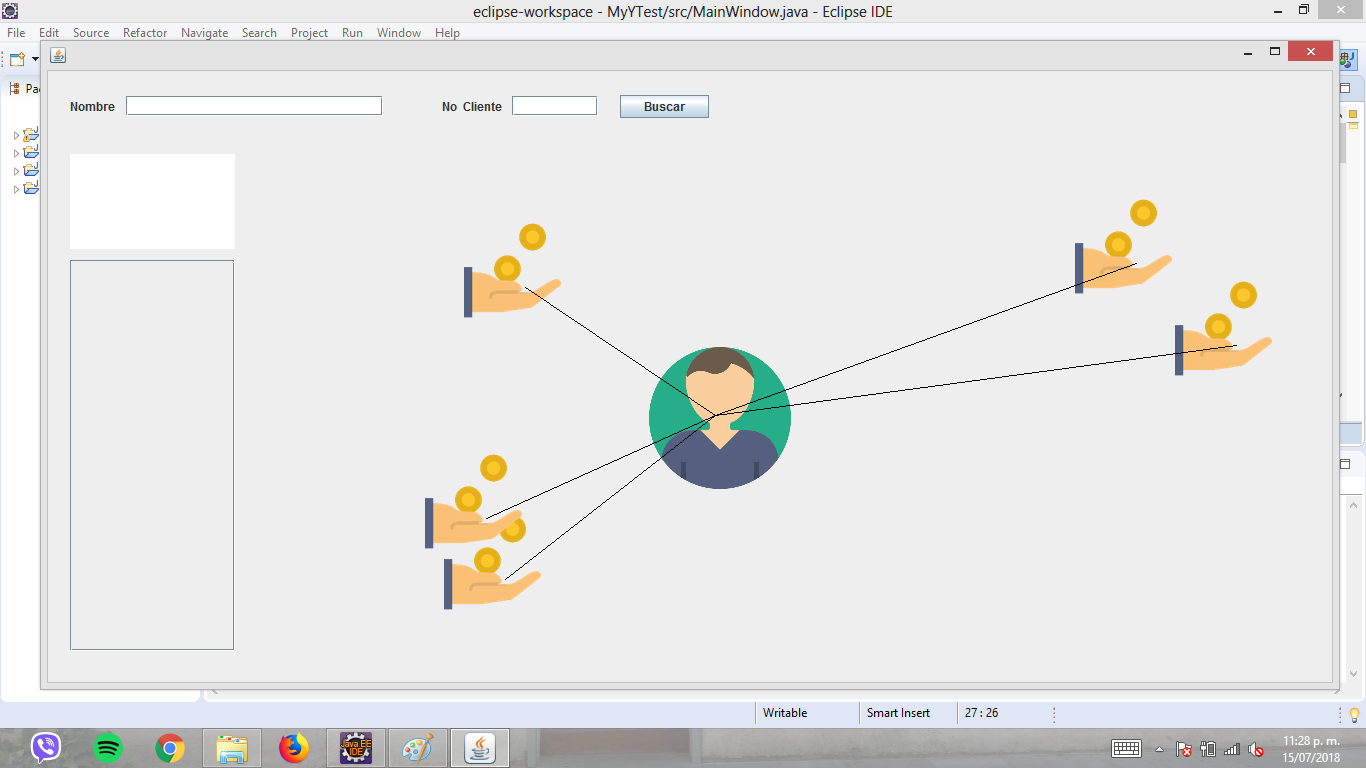 eclipse-workspace - MyYTest/src/MainWindow.java - Eclipse IDE
File Edit Source Refactor Navigate Search Project Run Window Help
Pac
Nombre No Cliente Buscar
Writable Smart Insert 27 : 26
Java EE
IDE
11:28 p. m.
15/07/2018